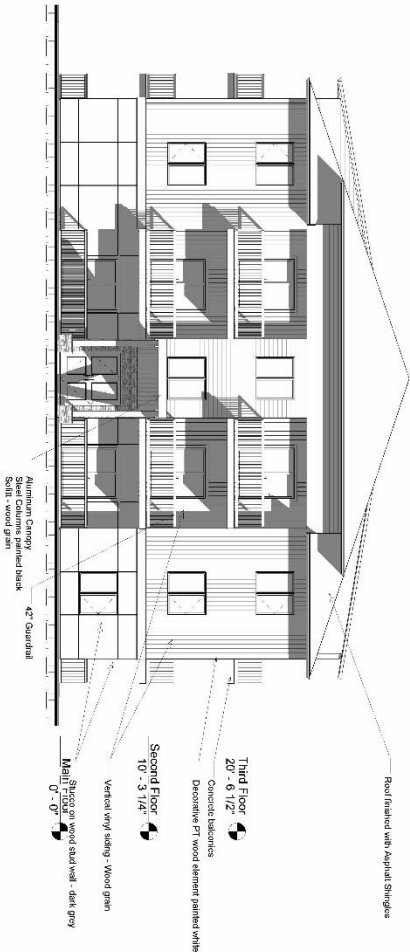 Roof finished with Asphalt Shingles
Third Floor
20' - 6 1/2"
Concrete balconies
Decorative PT wood element painted white
Second Floor
10' - 3 1/4"
Vertical vinyl siding - Wood grain
Main Floor
0' - 0"
Stucco on wood stud wall - dark grey
42" Guardrail
Aluminum Canopy
Steel Columns painted black
Soffit - wood grain